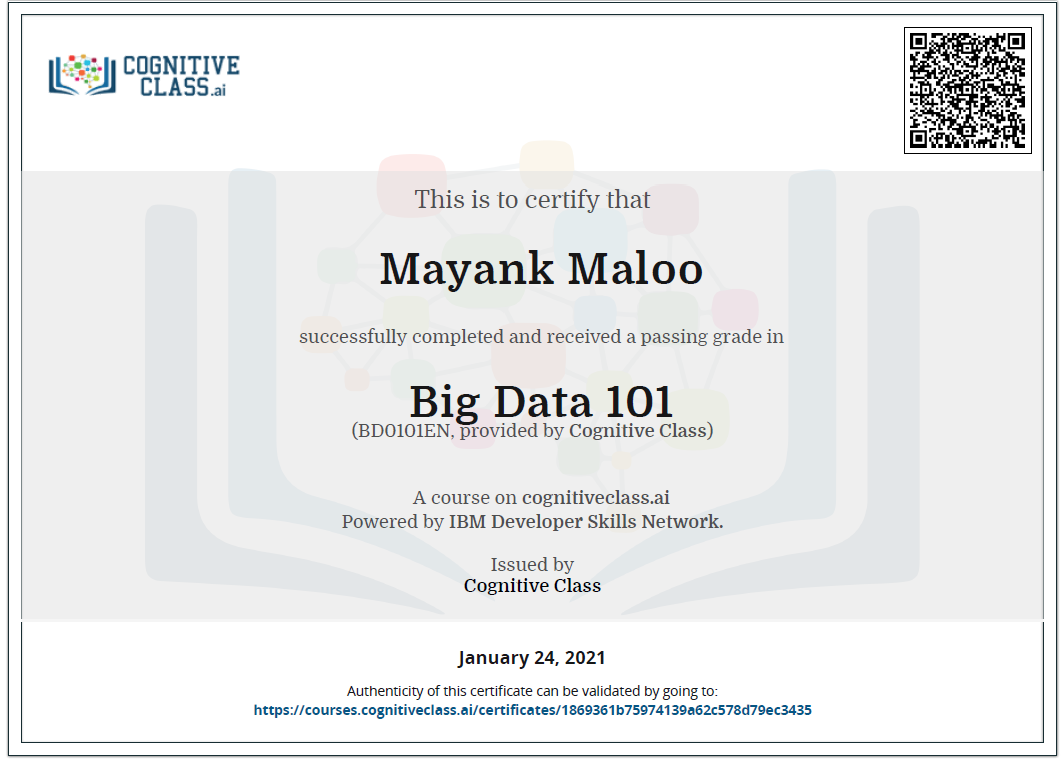 COGNITIVE
CLASS.ai
This is to certify that
Mayank Maloo
successfully completed and received a passing grade in
Big Data 101
(BD0101EN, provided by Cognitive Class)
A course on cognitiveclass.ai
Powered by IBM Developer Skills Network.
Issued by
Cognitive Class
January 24, 2021
Authenticity of this certificate can be validated by going to:
https://courses.cognitiveclass.ai/certificates/1869361b75974139a62c578d79ec3435